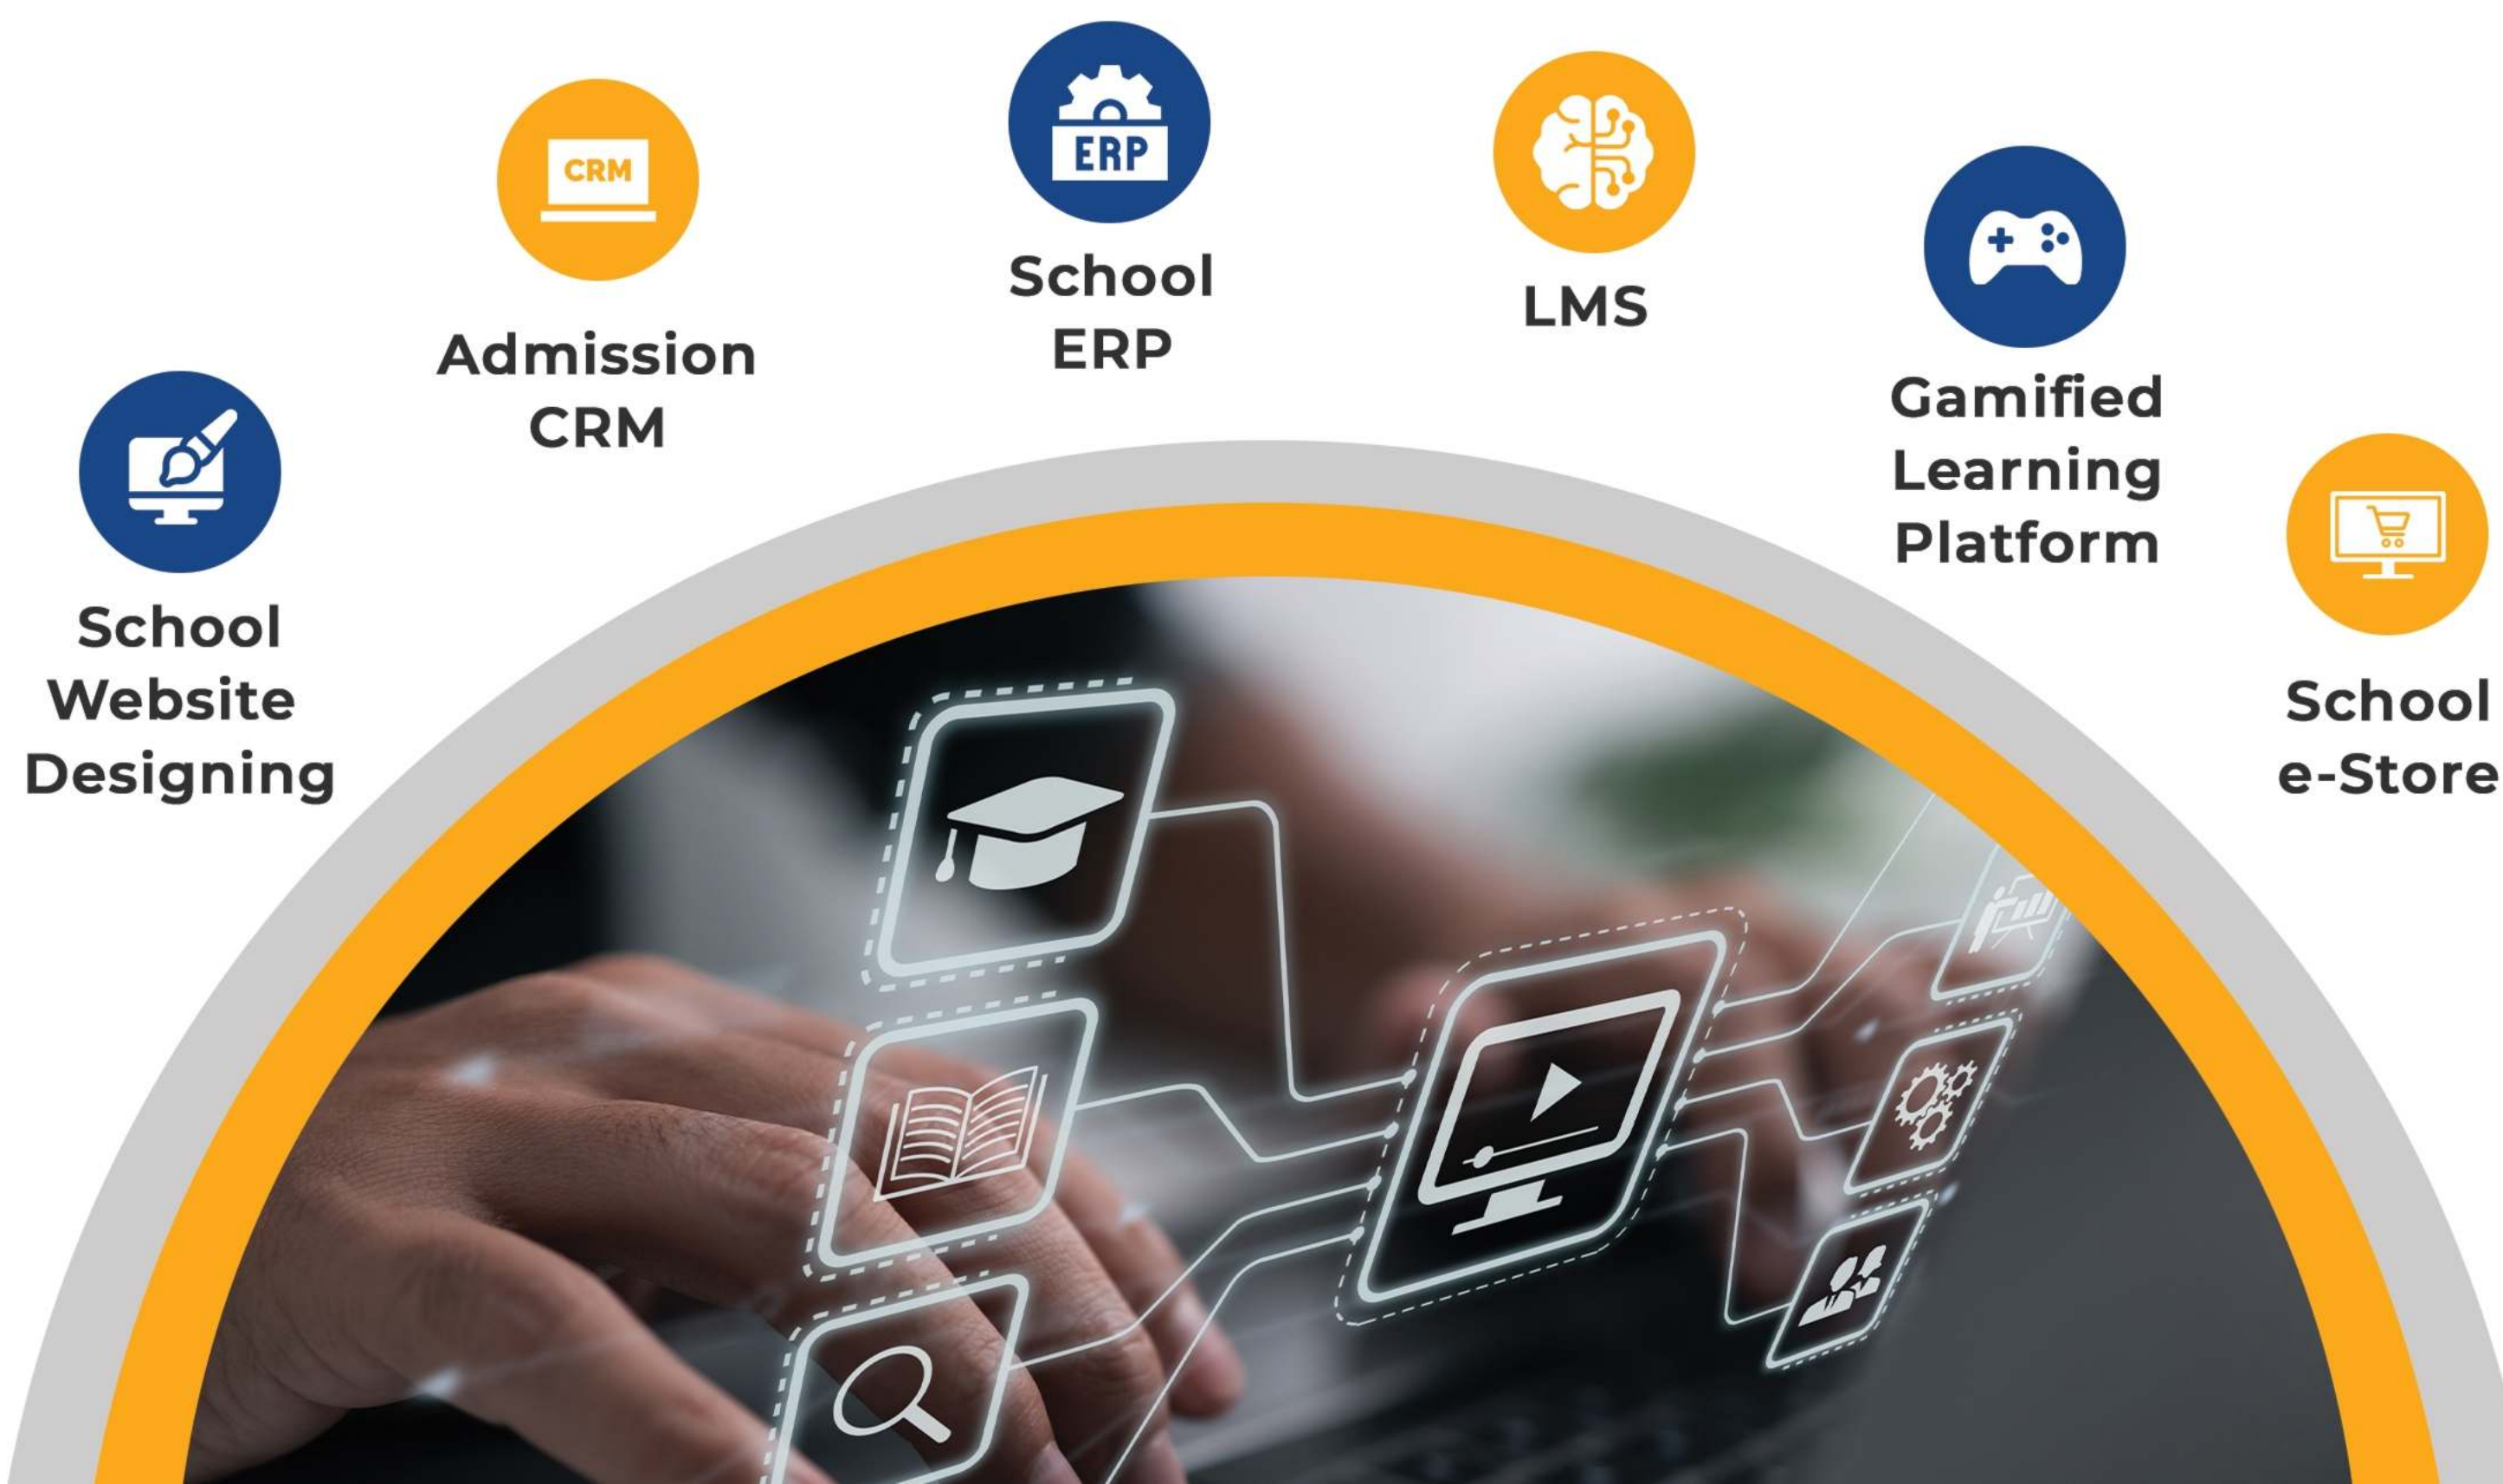 School
Website
Designing
CRM
Admission
CRM
ERP
School
ERP
LMS
Gamified
Learning
Platform
School
e-Store